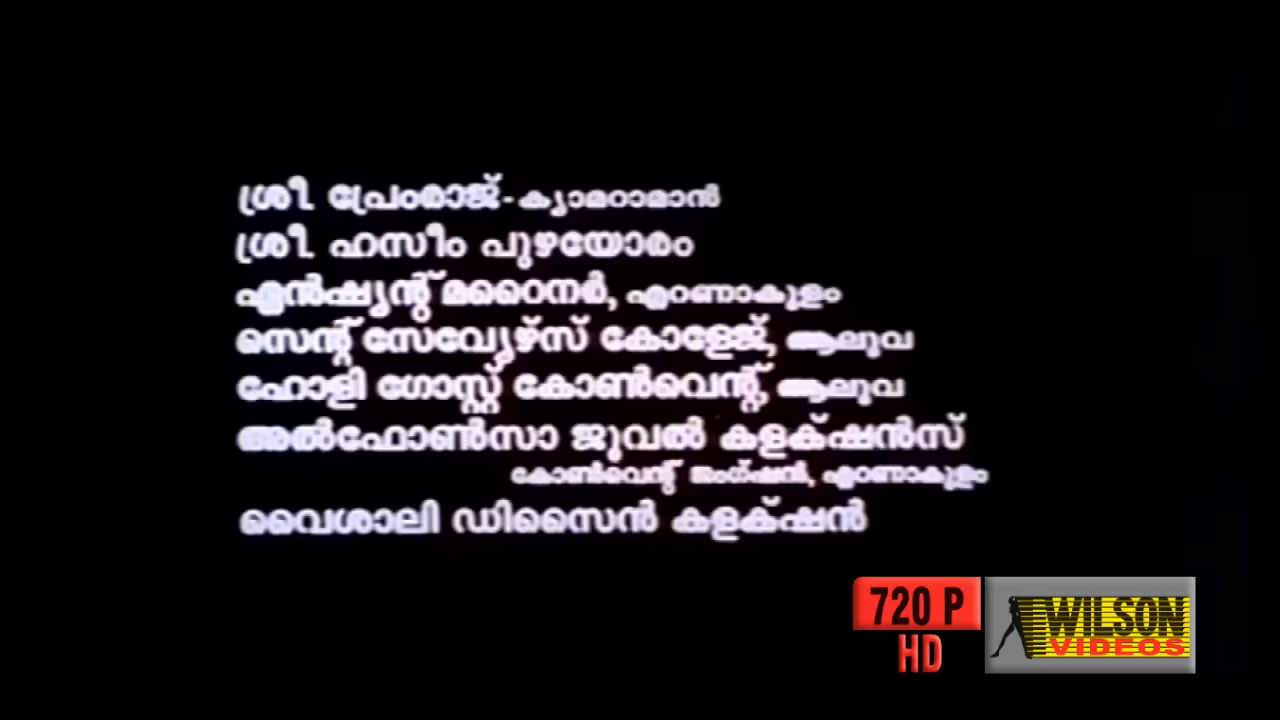 ശ്രീ. പ്രേംരാജ്-ക്യാമറാമാൻ
ശ്രീ. ഹസീം പുഴയോരം
എൻഷ്യന്റ് മറൈനർ, എറണാകുളം
സെന്റ് സേവ്യേഴ്സ് കോളേജ്, ആലുവ
ഹോളി ഗോസ്റ്റ് കോൺവെന്റ്, ആലുവ
അൽഫോൺസാ ജുവൽ കളക്ഷൻസ്
കോൺവെന്റ് ജംഗ്ഷൻ, എറണാകുളം
വൈശാലി ഡിസൈൻ കളക്ഷൻ
720 P
HD
WILSON
VIDEOS